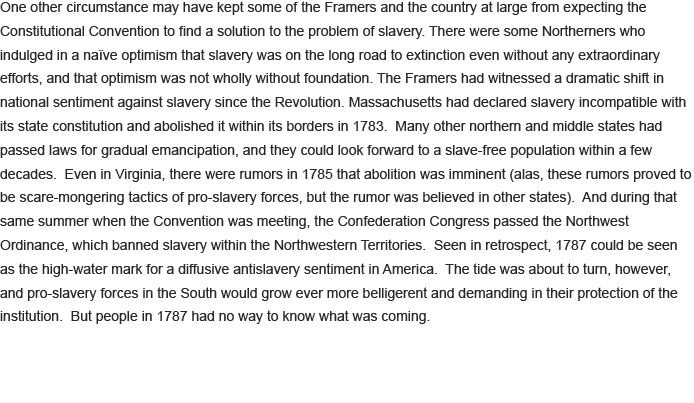 One other circumstance may have kept some of the Framers and the country at large from expecting the
Constitutional Convention to find a solution to the problem of slavery. There were some Northerners who
indulged in a naïve optimism that slavery was on the long road to extinction even without any extraordinary
efforts, and that optimism was not wholly without foundation. The Framers had witnessed a dramatic shift in
national sentiment against slavery since the Revolution. Massachusetts had declared slavery incompatible with
its state constitution and abolished it within its borders in 1783.  Many other northern and middle states had
passed laws for gradual emancipation, and they could look forward to a slave-free population within a few
decades.  Even in Virginia, there were rumors in 1785 that abolition was imminent (alas, these rumors proved to
be scare-mongering tactics of pro-slavery forces, but the rumor was believed in other states).  And during that
same summer when the Convention was meeting, the Confederation Congress passed the Northwest
Ordinance, which banned slavery within the Northwestern Territories.  Seen in retrospect, 1787 could be seen
as the high-water mark for a diffusive antislavery sentiment in America.  The tide was about to turn, however,
and pro-slavery forces in the South would grow ever more belligerent and demanding in their protection of the
institution.  But people in 1787 had no way to know what was coming.